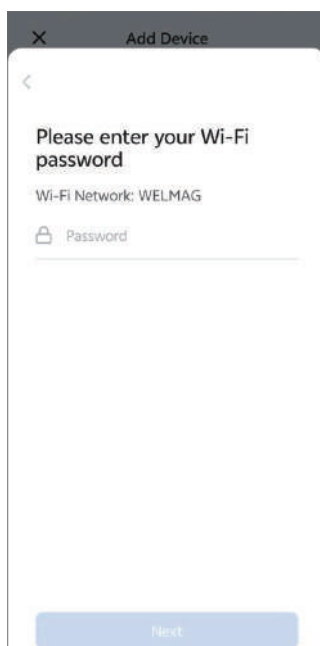 Add Device
Please enter your Wi-Fi
password
Wi-Fi Network: WELMAG
Password
Next